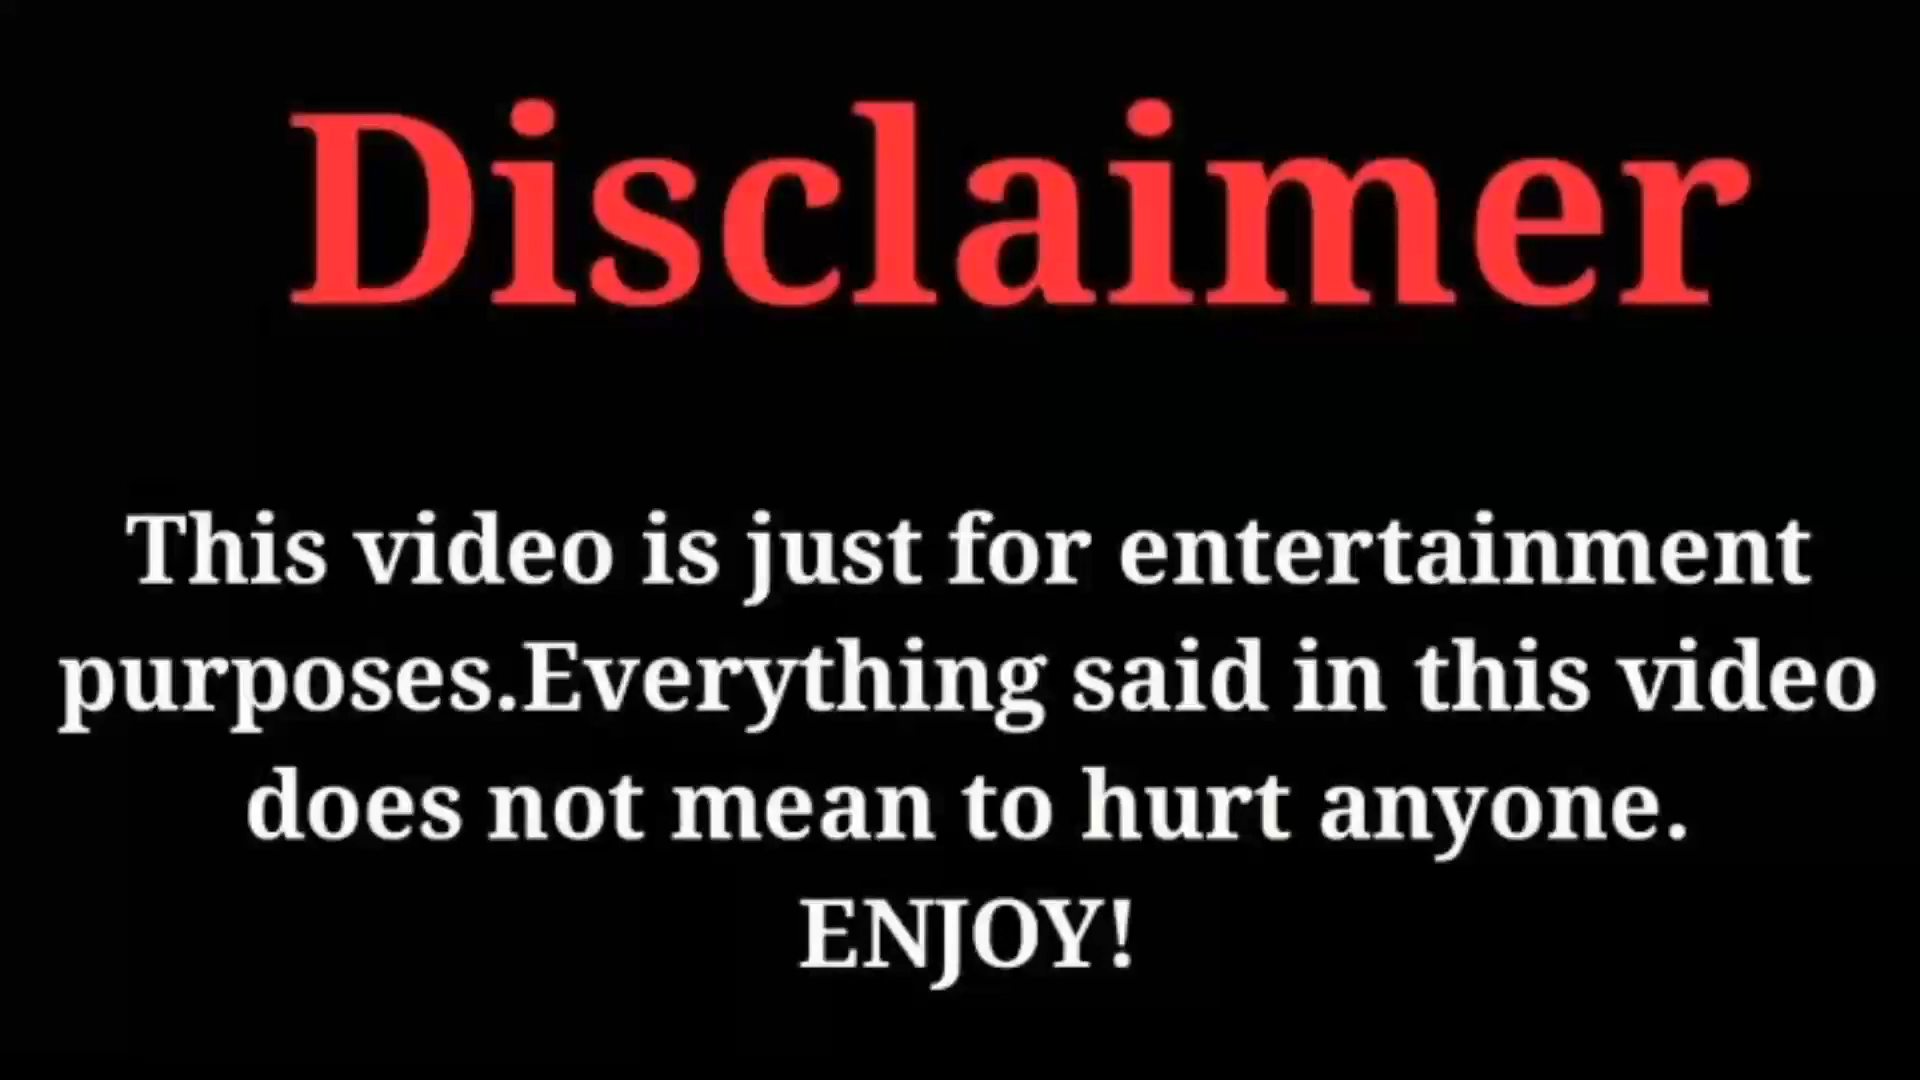 Disclaimer
This video is just for entertainment
purposes.Everything said in this video
does not mean to hurt anyone.
ENJOY!